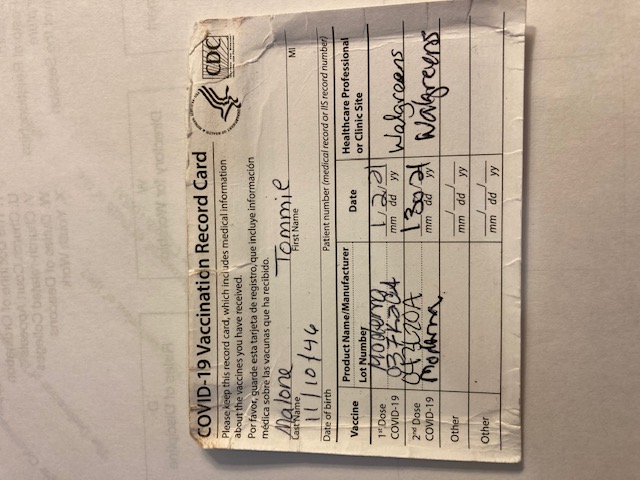 COVID-19 Vaccination Record Card
CDC
Please keep this record card, which includes medical information
about the vaccines you have received.
Por favor, guarde esta tarjeta de registro, que incluye información
médica sobre las vacunas que ha recibido.
Malone Tommie
Last Name First Name MI
11/10/46
Date of birth Patient number (medical record or IIS record number)
Vaccine Product Name/Manufacturer Date Healthcare Professional
Lot Number or Clinic Site
1st Dose Moderna 1.2.21 Walgreens
COVID-19 mm dd yy
2nd Dose 1 30 21 Walgreens
COVID-19 Moderna mm dd yy
Other
mm dd yy
Other
mm dd yy